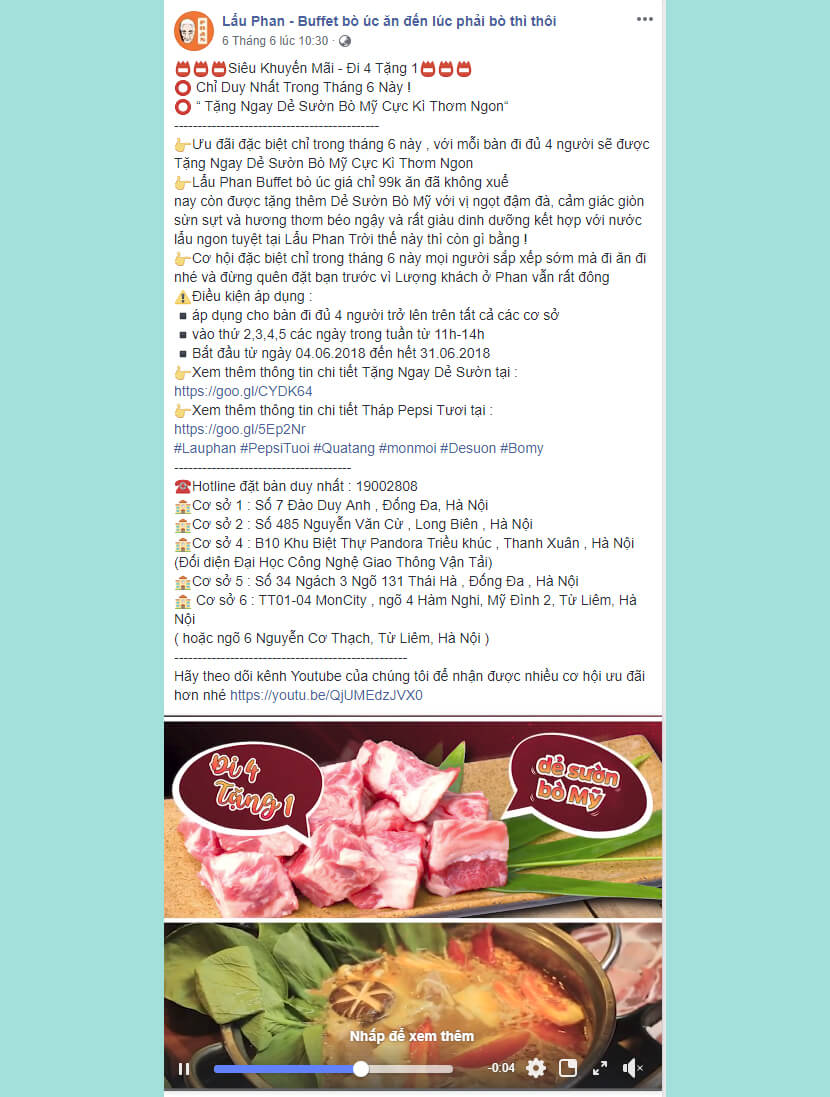 Lẩu Phan - Buffet bò úc ăn đến lúc phải bò thì thôi
6 Tháng 6 lúc 10:30 ·
📛📛📛Siêu Khuyến Mãi - Đi 4 Tặng 1📛📛📛
⭕ Chỉ Duy Nhất Trong Tháng 6 Này !
⭕ “ Tặng Ngay Dẻ Sườn Bò Mỹ Cực Kì Thơm Ngon“
--------------------------------------------
👉Ưu đãi đặc biệt chỉ trong tháng 6 này , với mỗi bàn đi đủ 4 người sẽ được
Tặng Ngay Dẻ Sườn Bò Mỹ Cực Kì Thơm Ngon
👉Lẩu Phan Buffet bò úc giá chỉ 99k ăn đã không xuể
nay còn được tặng thêm Dẻ Sườn Bò Mỹ với vị ngọt đậm đà, cảm giác giòn
sừn sựt và hương thơm béo ngậy và rất giàu dinh dưỡng kết hợp với nước
lẩu ngon tuyệt tại Lẩu Phan Trời thế này thì còn gì bằng !
👉Cơ hội đặc biệt chỉ trong tháng 6 này mọi người sắp xếp sớm mà đi ăn đi
nhé và đừng quên đặt bạn trước vì Lượng khách ở Phan vẫn rất đông
⚠️Điều kiện áp dụng :
▪️áp dụng cho bàn đi đủ 4 người trở lên trên tất cả các cơ sở
▪️vào thứ 2,3,4,5 các ngày trong tuần từ 11h-14h
▪️Bắt đầu từ ngày 04.06.2018 đến hết 31.06.2018
👉Xem thêm thông tin chi tiết Tặng Ngay Dẻ Sườn tại :
https://goo.gl/CYDK64
👉Xem thêm thông tin chi tiết Tháp Pepsi Tươi tại :
https://goo.gl/5Ep2Nr
#Lauphan #PepsiTuoi #Quatang #monmoi #Desuon #Bomy
--------------------------------------
☎️Hotline đặt bàn duy nhất : 19002808
🏨Cơ sở 1 : Số 7 Đào Duy Anh , Đống Đa, Hà Nội
🏨Cơ sở 2 : Số 485 Nguyễn Văn Cừ , Long Biên , Hà Nội
🏨Cơ sở 4 : B10 Khu Biệt Thự Pandora Triều khúc , Thanh Xuân , Hà Nội
(Đối diện Đại Học Công Nghệ Giao Thông Vận Tải)
🏨Cơ sở 5 : Số 34 Ngách 3 Ngõ 131 Thái Hà , Đống Đa , Hà Nội
🏨 Cơ sở 6 : TT01-04 MonCity , ngõ 4 Hàm Nghi, Mỹ Đình 2, Từ Liêm, Hà
Nội
( hoặc ngõ 6 Nguyễn Cơ Thạch, Từ Liêm, Hà Nội )
--------------------------------------------------
Hãy theo dõi kênh Youtube của chúng tôi để nhận được nhiều cơ hội ưu đãi
hơn nhé https://youtu.be/QjUMEdzJVX0
Đi 4
Tặng 1
dẻ sườn
bò Mỹ
Nhấp để xem thêm
-0:04